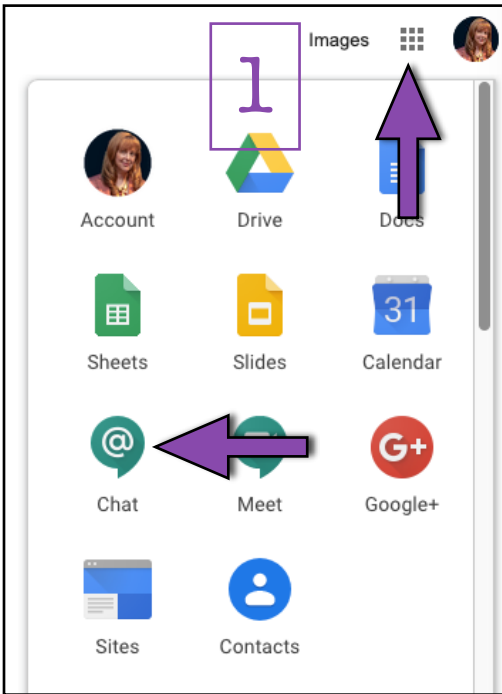 Images
1
Account Drive Docs
31
Sheets Slides Calendar
@ G+
Chat Meet Google+
Sites Contacts